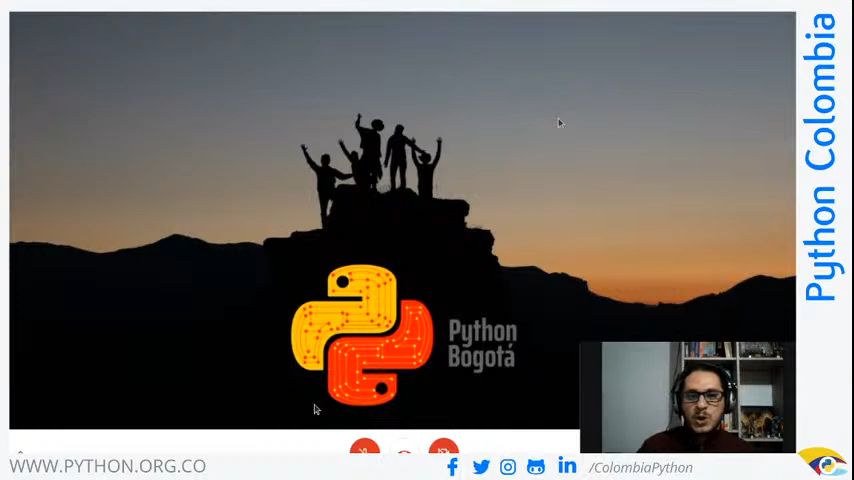 Python Colombia
Python
Bogotá
WWW.PYTHON.ORG.CO
/ColombiaPython